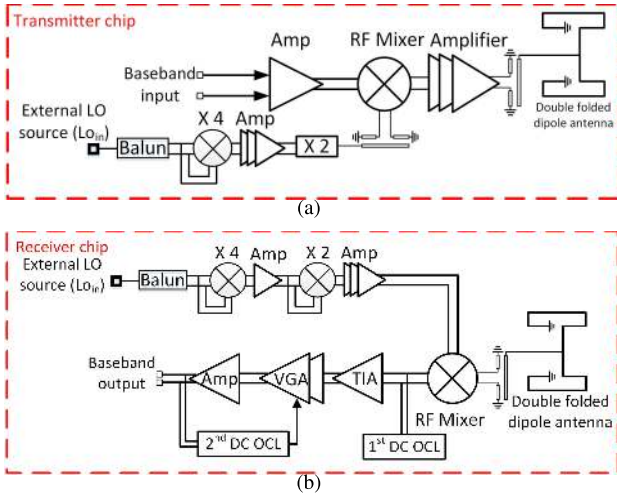 Transmitter chip
Amp
RF Mixer
Amplifier
Baseband
input
External LO
source (Loin)
X 4
Amp
Balun
X 2
Double folded
dipole antenna
(a)
Receiver chip
External LO
source (Loin)
X 4
Amp
X 2
Amp
Balun
Baseband
output
Amp
VGA
TIA
RF Mixer
Double folded
dipole antenna
2nd DC OCL
1st DC OCL
(b)